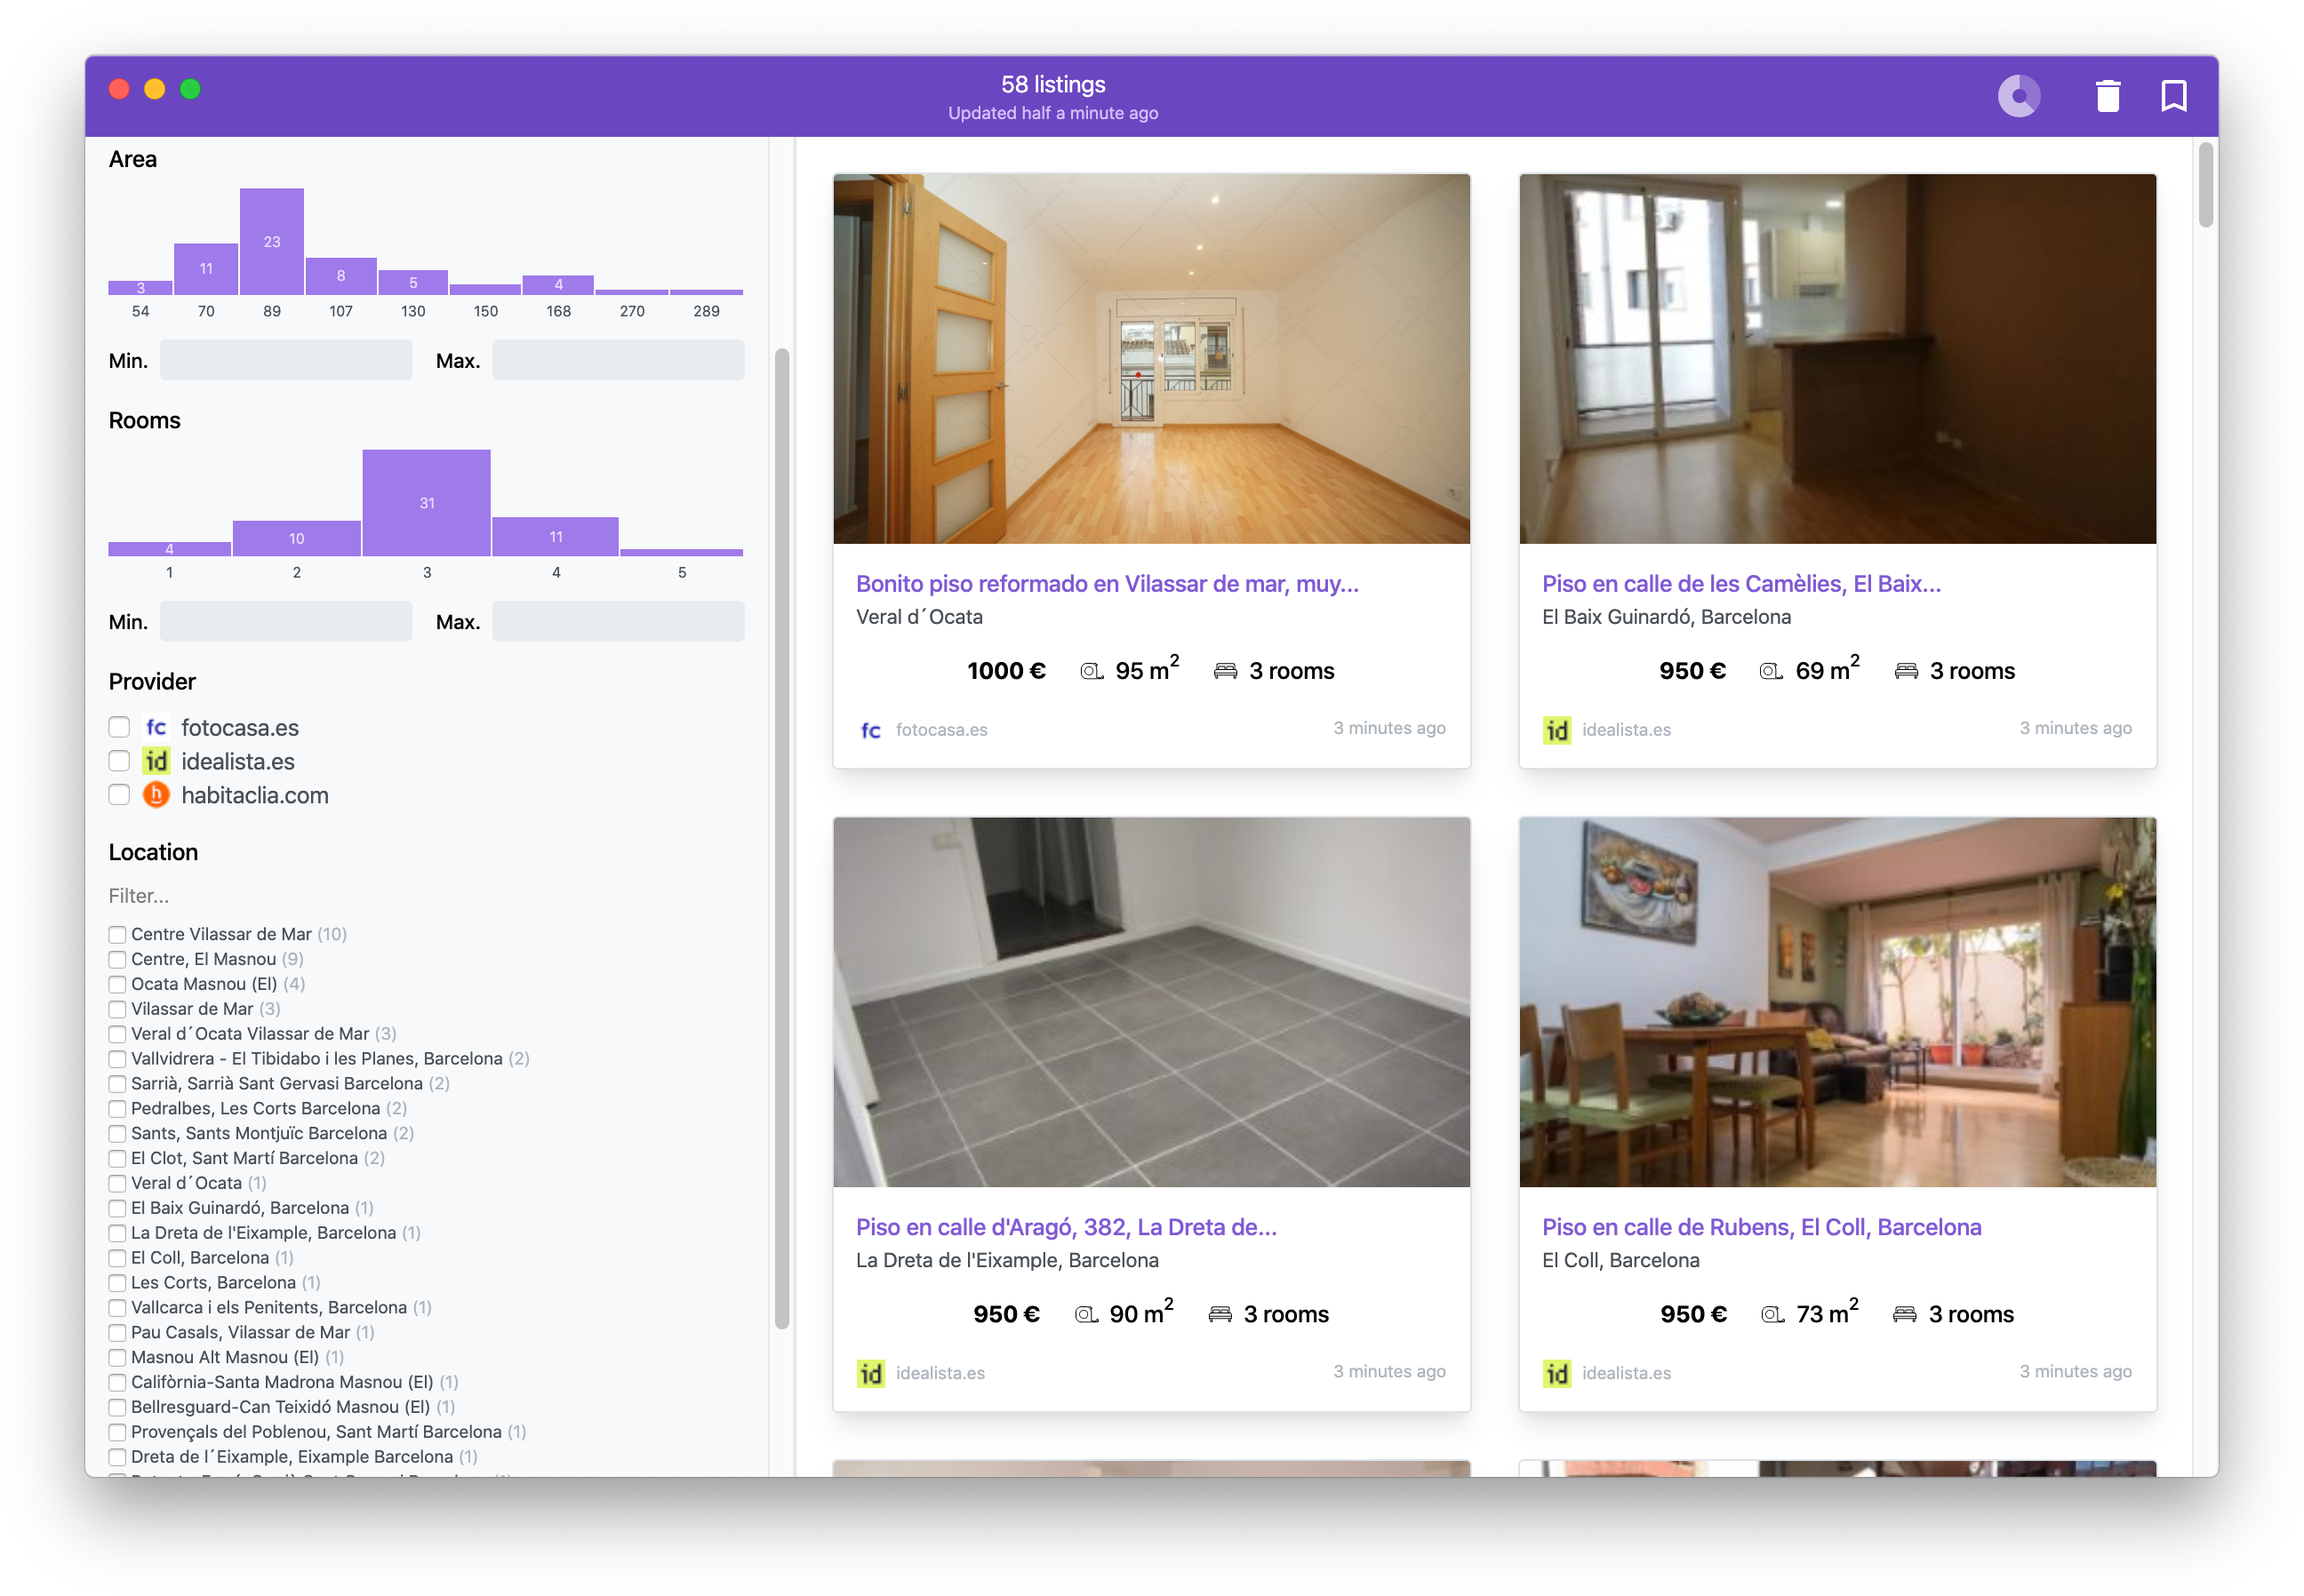 58 listings
Updated half a minute ago
Area
3 11 23 8 5 4
54 70 89 107 130 150 168 270 289
Min. Max.
Rooms
4 10 31 11
1 2 3 4 5
Min. Max.
Provider
fc fotocasa.es
id idealista.es
h habitaclia.com
Location
Filter...
Centre Vilassar de Mar (10)
Centre, El Masnou (9)
Ocata Masnou (El) (4)
Vilassar de Mar (3)
Veral d´Ocata Vilassar de Mar (3)
Vallvidrera - El Tibidabo i les Planes, Barcelona (2)
Sarrià, Sarrià Sant Gervasi Barcelona (2)
Pedralbes, Les Corts Barcelona (2)
Sants, Sants Montjuïc Barcelona (2)
El Clot, Sant Martí Barcelona (2)
Veral d´Ocata (1)
El Baix Guinardó, Barcelona (1)
La Dreta de l'Eixample, Barcelona (1)
El Coll, Barcelona (1)
Les Corts, Barcelona (1)
Vallcarca i els Penitents, Barcelona (1)
Pau Casals, Vilassar de Mar (1)
Masnou Alt Masnou (El) (1)
Califòrnia-Santa Madrona Masnou (El) (1)
Bellresguard-Can Teixidó Masnou (El) (1)
Provençals del Poblenou, Sant Martí Barcelona (1)
Dreta de l´Eixample, Eixample Barcelona (1)
Bonito piso reformado en Vilassar de mar, muy...
Veral d´Ocata
1000 € 95 m² 3 rooms
fc fotocasa.es 3 minutes ago
Piso en calle de les Camèlies, El Baix...
El Baix Guinardó, Barcelona
950 € 69 m² 3 rooms
id idealista.es 3 minutes ago
Piso en calle d'Aragó, 382, La Dreta de...
La Dreta de l'Eixample, Barcelona
950 € 90 m² 3 rooms
id idealista.es 3 minutes ago
Piso en calle de Rubens, El Coll, Barcelona
El Coll, Barcelona
950 € 73 m² 3 rooms
id idealista.es 3 minutes ago